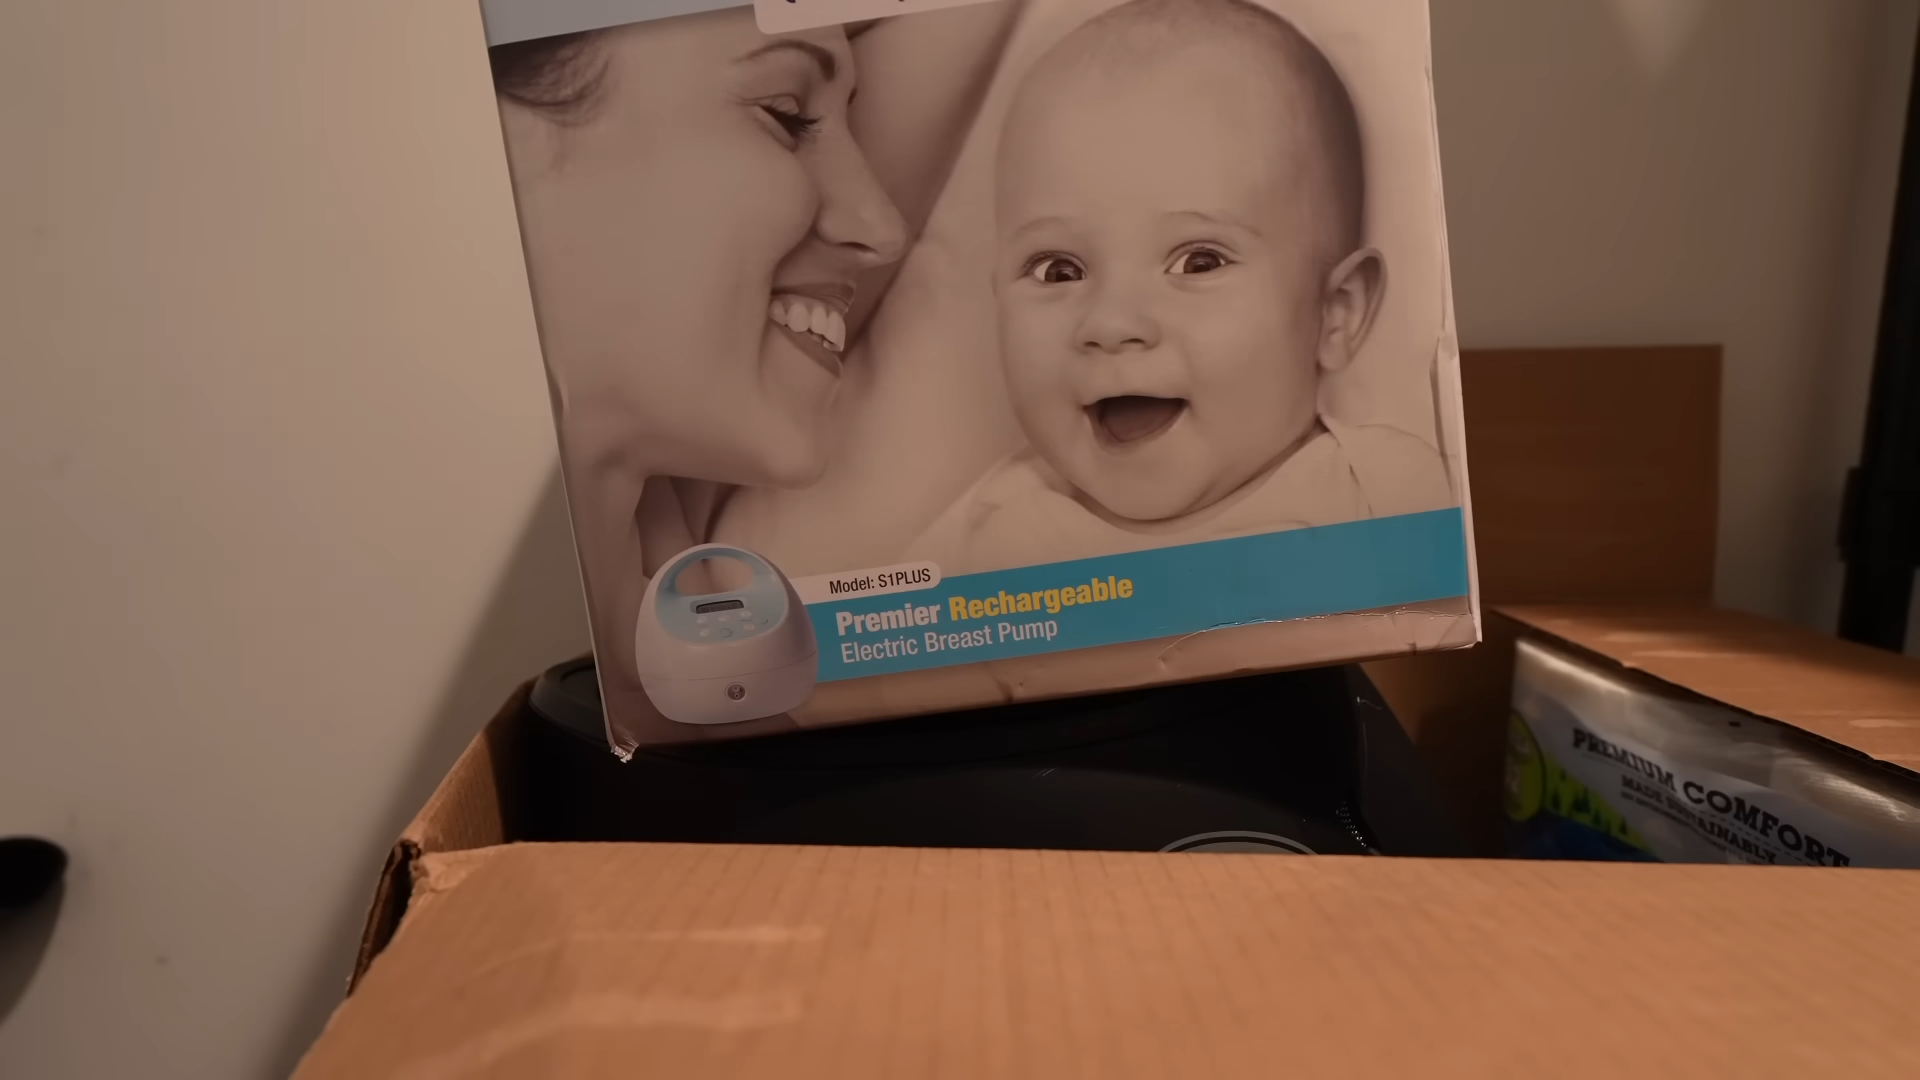 Model: S1PLUS
Premier Rechargeable
Electric Breast Pump
PREMIUM COMFORT
MADE SUSTAINABLY